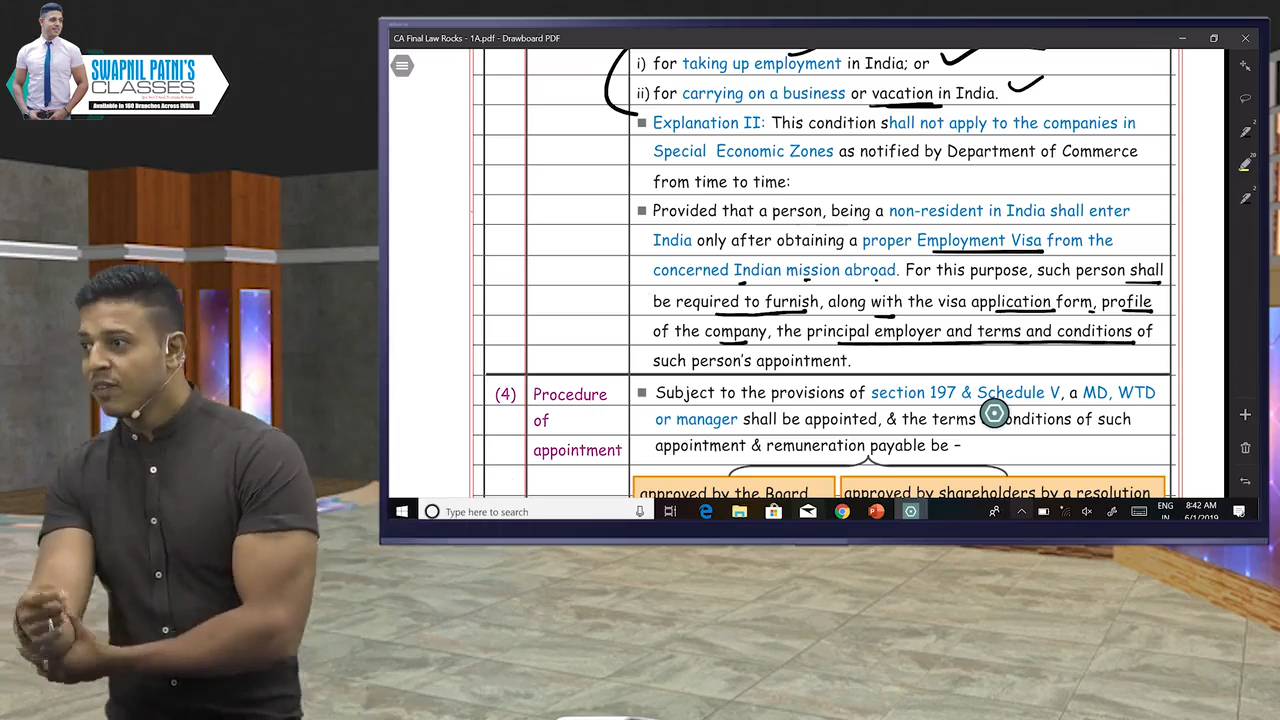 SWAPNIL PATNI'S
CLASSES
Available in 160 Branches Across INDIA
CA Final Law Rocks - 1A.pdf - Drawboard PDF
i) for taking up employment in India; or
ii) for carrying on a business or vacation in India.
■ Explanation II: This condition shall not apply to the companies in
Special Economic Zones as notified by Department of Commerce
from time to time:
■ Provided that a person, being a non-resident in India shall enter
India only after obtaining a proper Employment Visa from the
concerned Indian mission abroad. For this purpose, such person shall
be required to furnish, along with the visa application form, profile
of the company, the principal employer and terms and conditions of
such person's appointment.
(4) Procedure of appointment
■ Subject to the provisions of section 197 & Schedule V, a MD, WTD
or manager shall be appointed, & the terms conditions of such
appointment & remuneration payable be –
approved by the Board
approved by shareholders by a resolution
Type here to search
ENG
IN
8:42 AM
6/1/2019